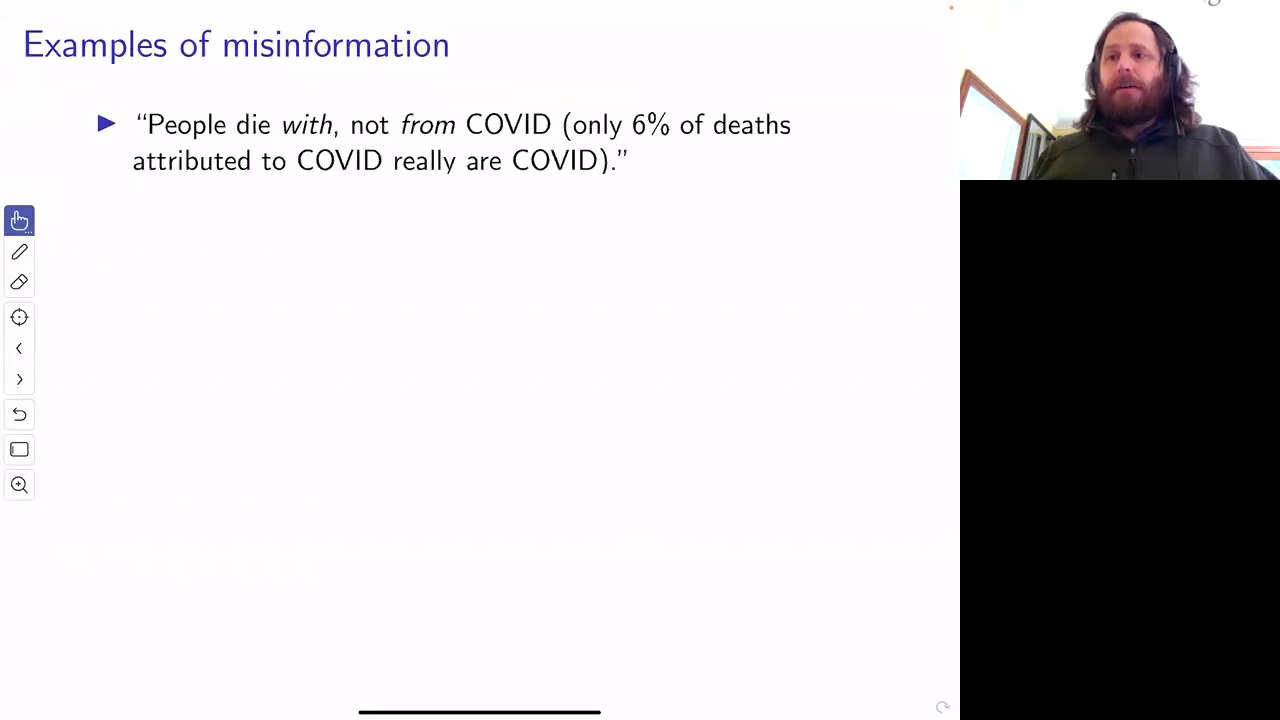 Examples of misinformation
▶ “People die with, not from COVID (only 6% of deaths
attributed to COVID really are COVID).”